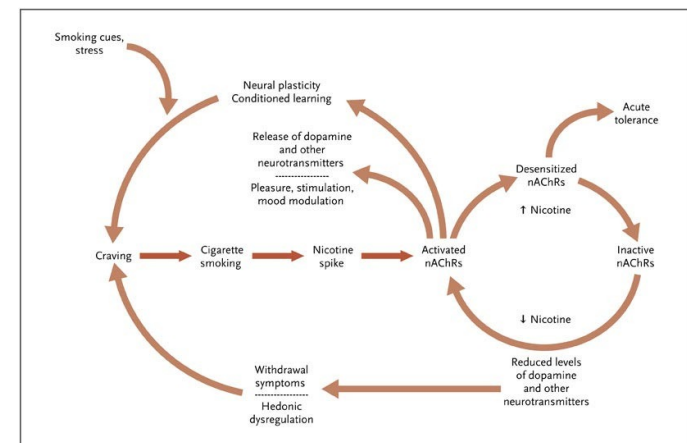 Smoking cues,
stress
Neural plasticity
Conditioned learning
Release of dopamine
and other
neurotransmitters
Pleasure, stimulation,
mood modulation
Acute
tolerance
Desensitized
nAChRs
↑ Nicotine
Craving
Cigarette
smoking
Nicotine
spike
Activated
nAChRs
Inactive
nAChRs
↓ Nicotine
Reduced levels
of dopamine
and other
neurotransmitters
Withdrawal
symptoms
Hedonic
dysregulation